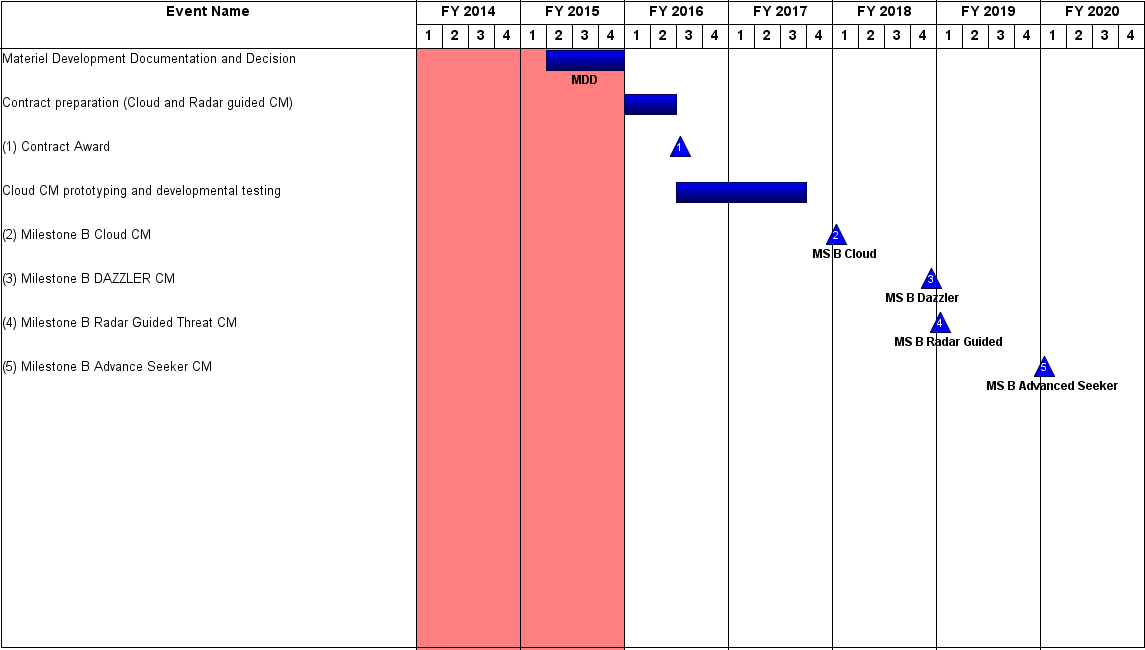 Event Name FY 2014 FY 2015 FY 2016 FY 2017 FY 2018 FY 2019 FY 2020
1 2 3 4 1 2 3 4 1 2 3 4 1 2 3 4 1 2 3 4 1 2 3 4 1 2 3 4
Materiel Development Documentation and Decision
MDD
Contract preparation (Cloud and Radar guided CM)
(1) Contract Award 1
Cloud CM prototyping and developmental testing
(2) Milestone B Cloud CM 2
MS B Cloud
(3) Milestone B DAZZLER CM 3
MS B Dazzler
(4) Milestone B Radar Guided Threat CM 4
MS B Radar Guided
(5) Milestone B Advance Seeker CM 5
MS B Advanced Seeker